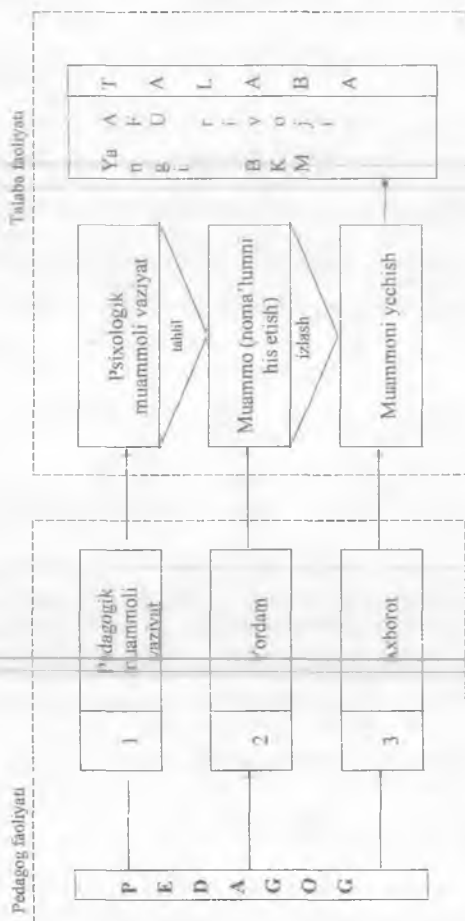 Pedagog faoliyati
P
E
D
A
G
O
G
1
Pedagogik
muammoli
vaziyat
2
Yordam
3
Axborot
Talaba faoliyati
Psixologik
muammoli vaziyat
tahlil
Muammo (noma'lumni
his etish)
izlash
Muammoni yechish
T
A
L
A
B
A